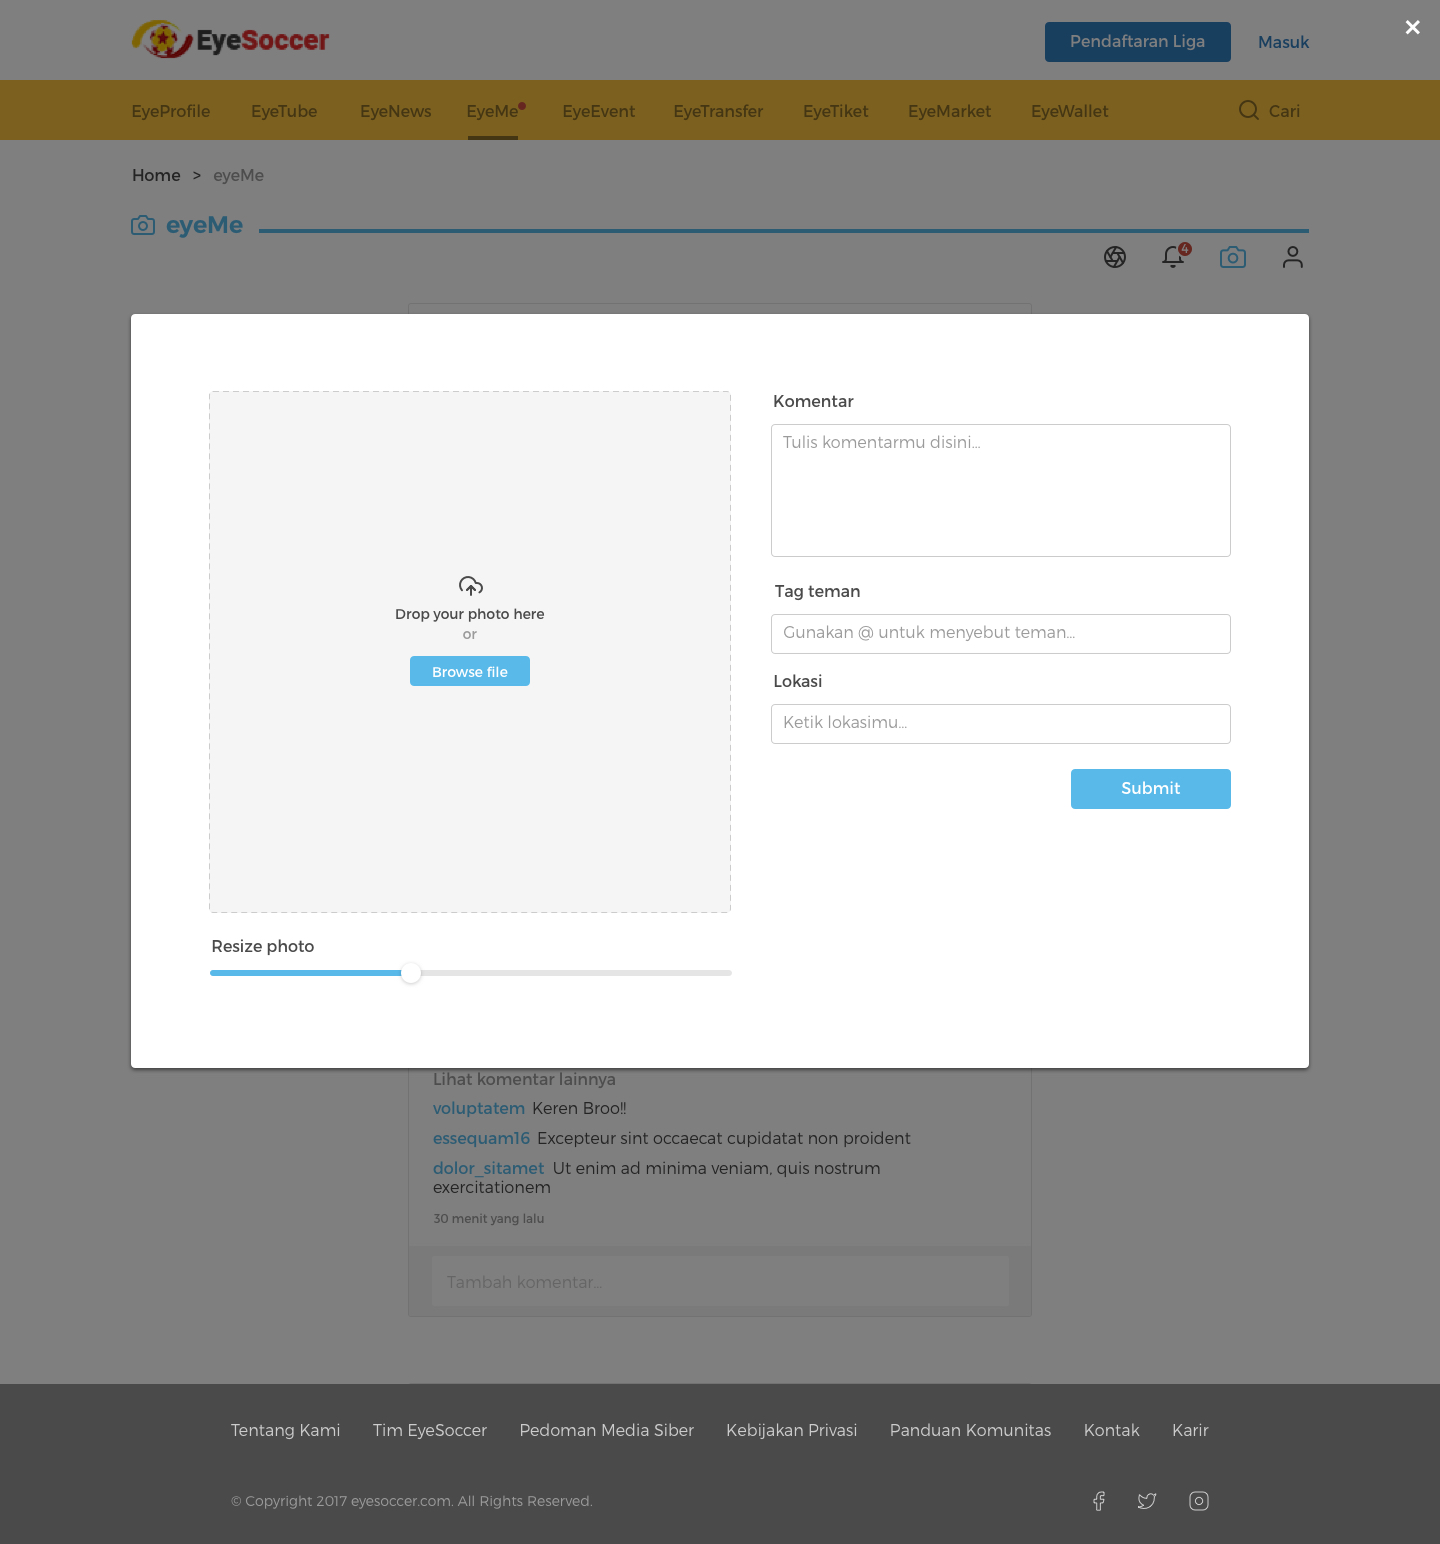 EyeSoccer
Pendaftaran Liga
Masuk
EyeProfile EyeTube EyeNews EyeMe EyeEvent EyeTransfer EyeTiket EyeMarket EyeWallet Cari
Home > eyeMe
eyeMe
4
Drop your photo here
or
Browse file
Resize photo
Komentar
Tulis komentarmu disini...
Tag teman
Gunakan @ untuk menyebut teman...
Lokasi
Ketik lokasimu...
Submit
Lihat komentar lainnya
voluptatem Keren Broo!!
essequam16 Excepteur sint occaecat cupidatat non proident
dolor_sitamet Ut enim ad minima veniam, quis nostrum
exercitationem
30 menit yang lalu
Tambah komentar...
Tentang Kami Tim EyeSoccer Pedoman Media Siber Kebijakan Privasi Panduan Komunitas Kontak Karir
© Copyright 2017 eyesoccer.com. All Rights Reserved.